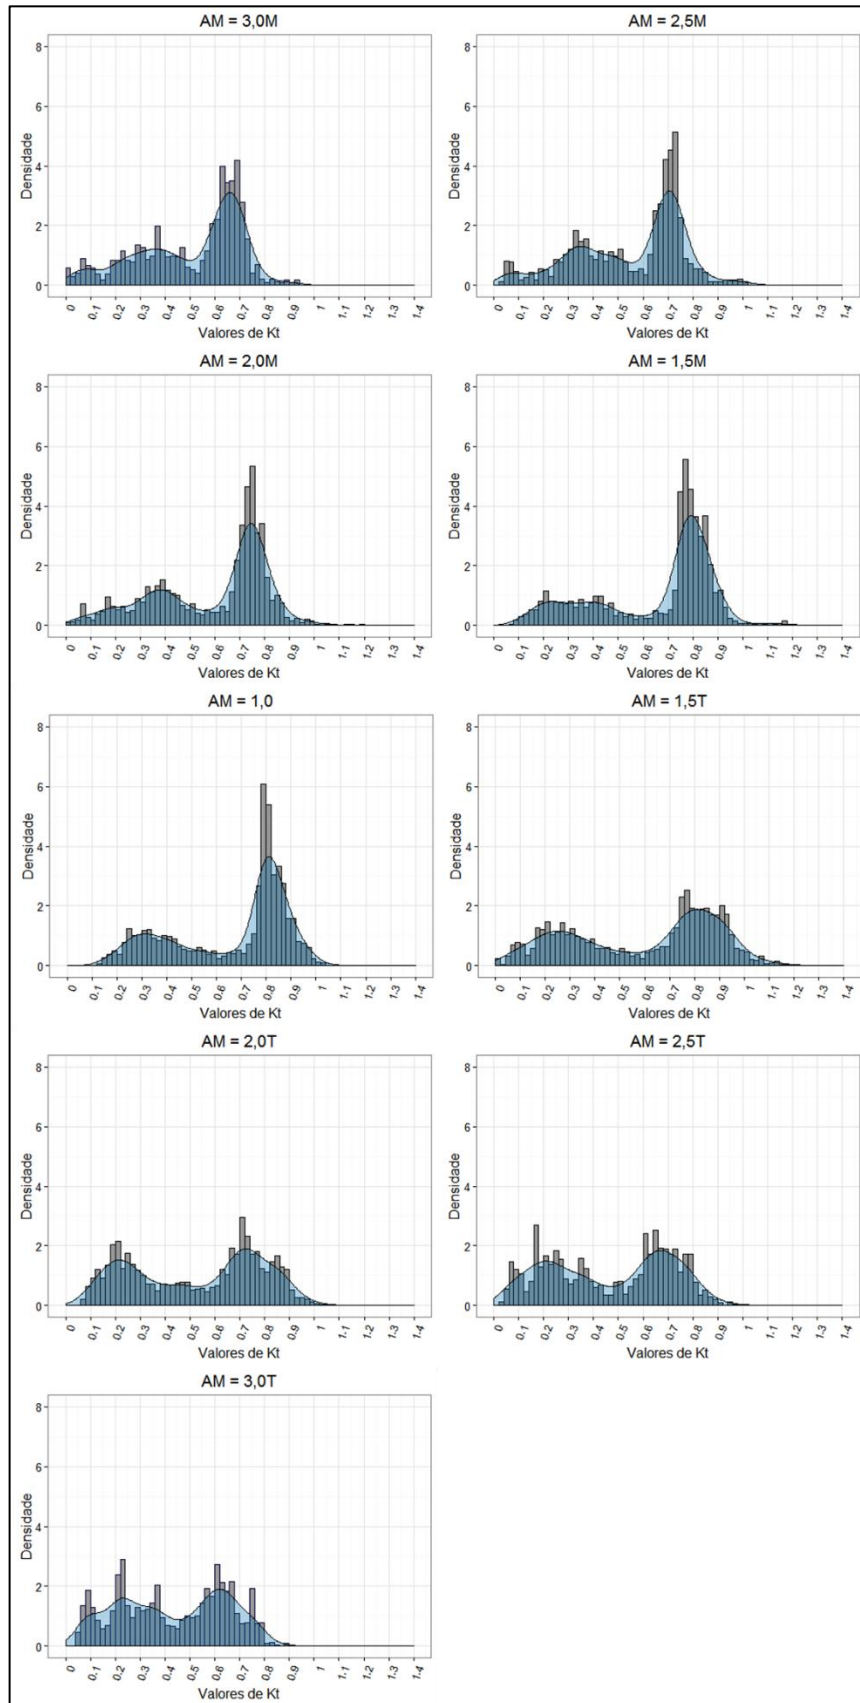 AM = 3,0M
8
6
4
2
0
Densidade
0 0.1 0.2 0.3 0.4 0.5 0.6 0.7 0.8 0.9 1 1.1 1.2 1.3 1.4
Valores de Kt
AM = 2,5M
8
6
4
2
0
Densidade
0 0.1 0.2 0.3 0.4 0.5 0.6 0.7 0.8 0.9 1 1.1 1.2 1.3 1.4
Valores de Kt
AM = 2,0M
8
6
4
2
0
Densidade
0 0.1 0.2 0.3 0.4 0.5 0.6 0.7 0.8 0.9 1 1.1 1.2 1.3 1.4
Valores de Kt
AM = 1,5M
8
6
4
2
0
Densidade
0 0.1 0.2 0.3 0.4 0.5 0.6 0.7 0.8 0.9 1 1.1 1.2 1.3 1.4
Valores de Kt
AM = 1,0
8
6
4
2
0
Densidade
0 0.1 0.2 0.3 0.4 0.5 0.6 0.7 0.8 0.9 1 1.1 1.2 1.3 1.4
Valores de Kt
AM = 1,5T
8
6
4
2
0
Densidade
0 0.1 0.2 0.3 0.4 0.5 0.6 0.7 0.8 0.9 1 1.1 1.2 1.3 1.4
Valores de Kt
AM = 2,0T
8
6
4
2
0
Densidade
0 0.1 0.2 0.3 0.4 0.5 0.6 0.7 0.8 0.9 1 1.1 1.2 1.3 1.4
Valores de Kt
AM = 2,5T
8
6
4
2
0
Densidade
0 0.1 0.2 0.3 0.4 0.5 0.6 0.7 0.8 0.9 1 1.1 1.2 1.3 1.4
Valores de Kt
AM = 3,0T
8
6
4
2
0
Densidade
0 0.1 0.2 0.3 0.4 0.5 0.6 0.7 0.8 0.9 1 1.1 1.2 1.3 1.4
Valores de Kt